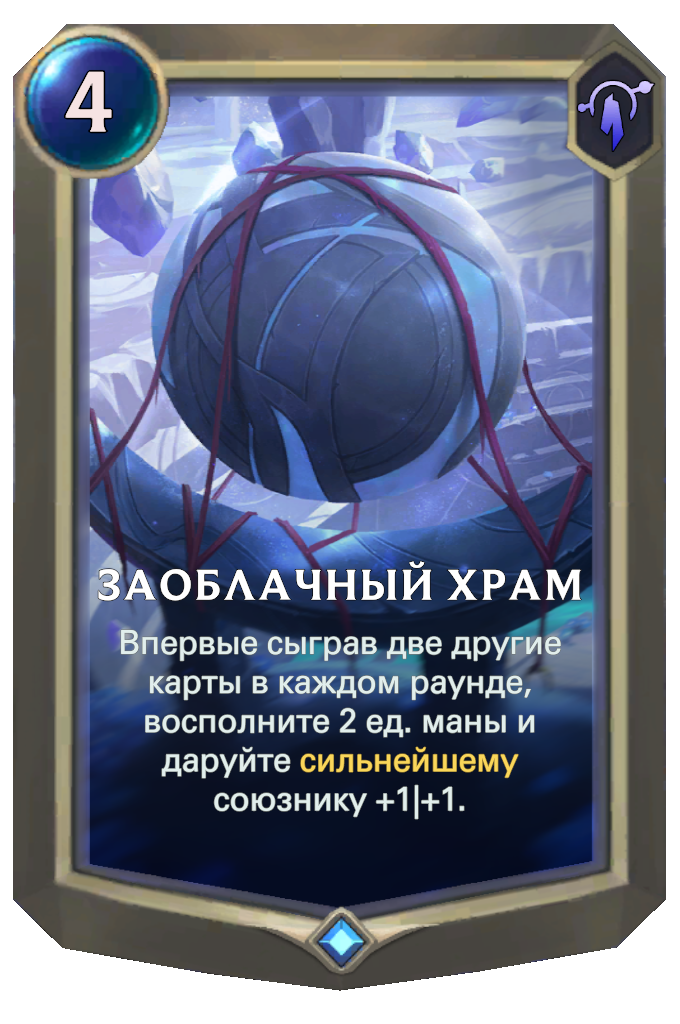 4
ЗАОБЛАЧНЫЙ ХРАМ
Впервые сыграв две другие
карты в каждом раунде,
восполните 2 ед. маны и
даруйте сильнейшему
союзнику +1|+1.